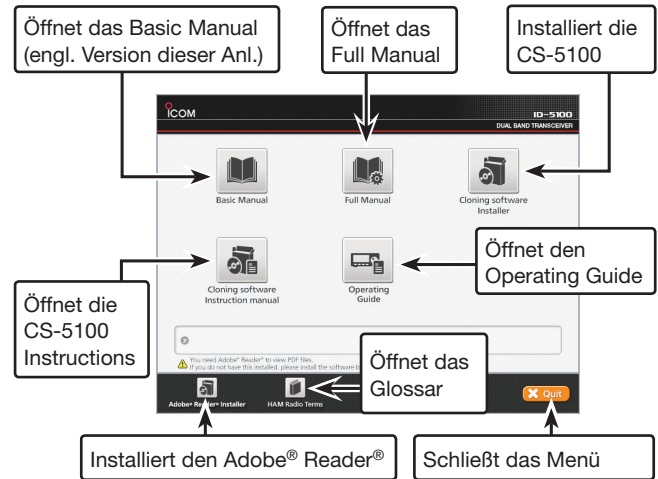 Öffnet das Basic Manual
(engl. Version dieser Anl.)
Öffnet das
Full Manual
Installiert die
CS-5100
ICOM
ID-5100
DUAL BAND TRANSCEIVER
Basic Manual
Full Manual
Cloning software
Installer
Cloning software
Instruction manual
Operating
Guide
Öffnet den
Operating Guide
Öffnet die
CS-5100
Instructions
You need Adobe® Reader® to view PDF files.
If you do not have this installed, please install the software
Öffnet das
Glossar
Adobe® Reader® Installer
HAM Radio Terms
Quit
Installiert den Adobe® Reader®
Schließt das Menü